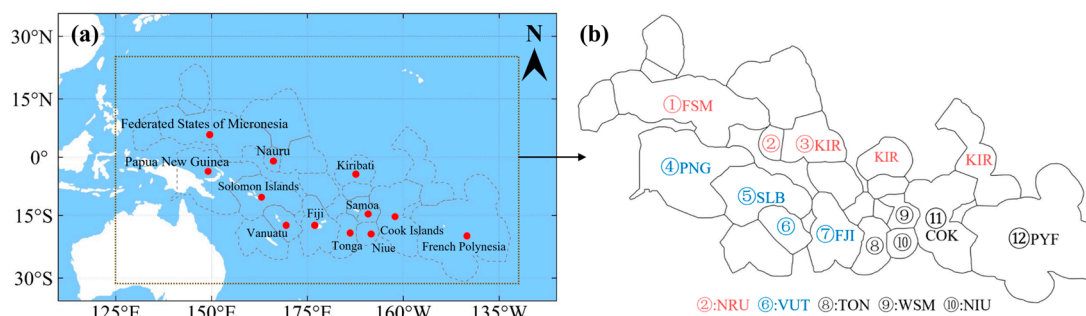 (a)
N
30°N
15°N
0°
15°S
30°S
Federated States of Micronesia
Nauru
Papua New Guinea
Kiribati
Solomon Islands
Samoa
Fiji
Vanuatu
Cook Islands
Tonga
Niue
French Polynesia
125°E
150°E
175°E
160°W
135°W
(b)
①FSM
②
③KIR
KIR
KIR
④PNG
⑤SLB
⑥
⑦FJI
⑧
⑨
⑩
⑪
COK
⑫PYF
②:NRU ⑥:VUT ⑧:TON ⑨:WSM ⑩:NIU